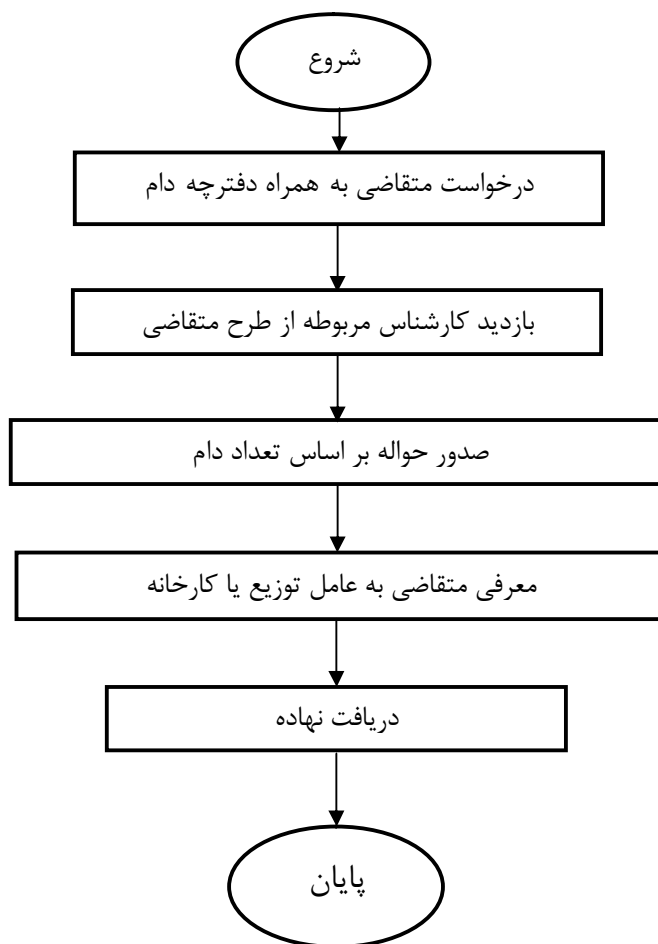 شروع
درخواست متقاضی به همراه دفترچه دام
بازدید کارشناس مربوطه از طرح متقاضی
صدور حواله بر اساس تعداد دام
معرفی متقاضی به عامل توزیع یا کارخانه
دریافت نهاده
پایان